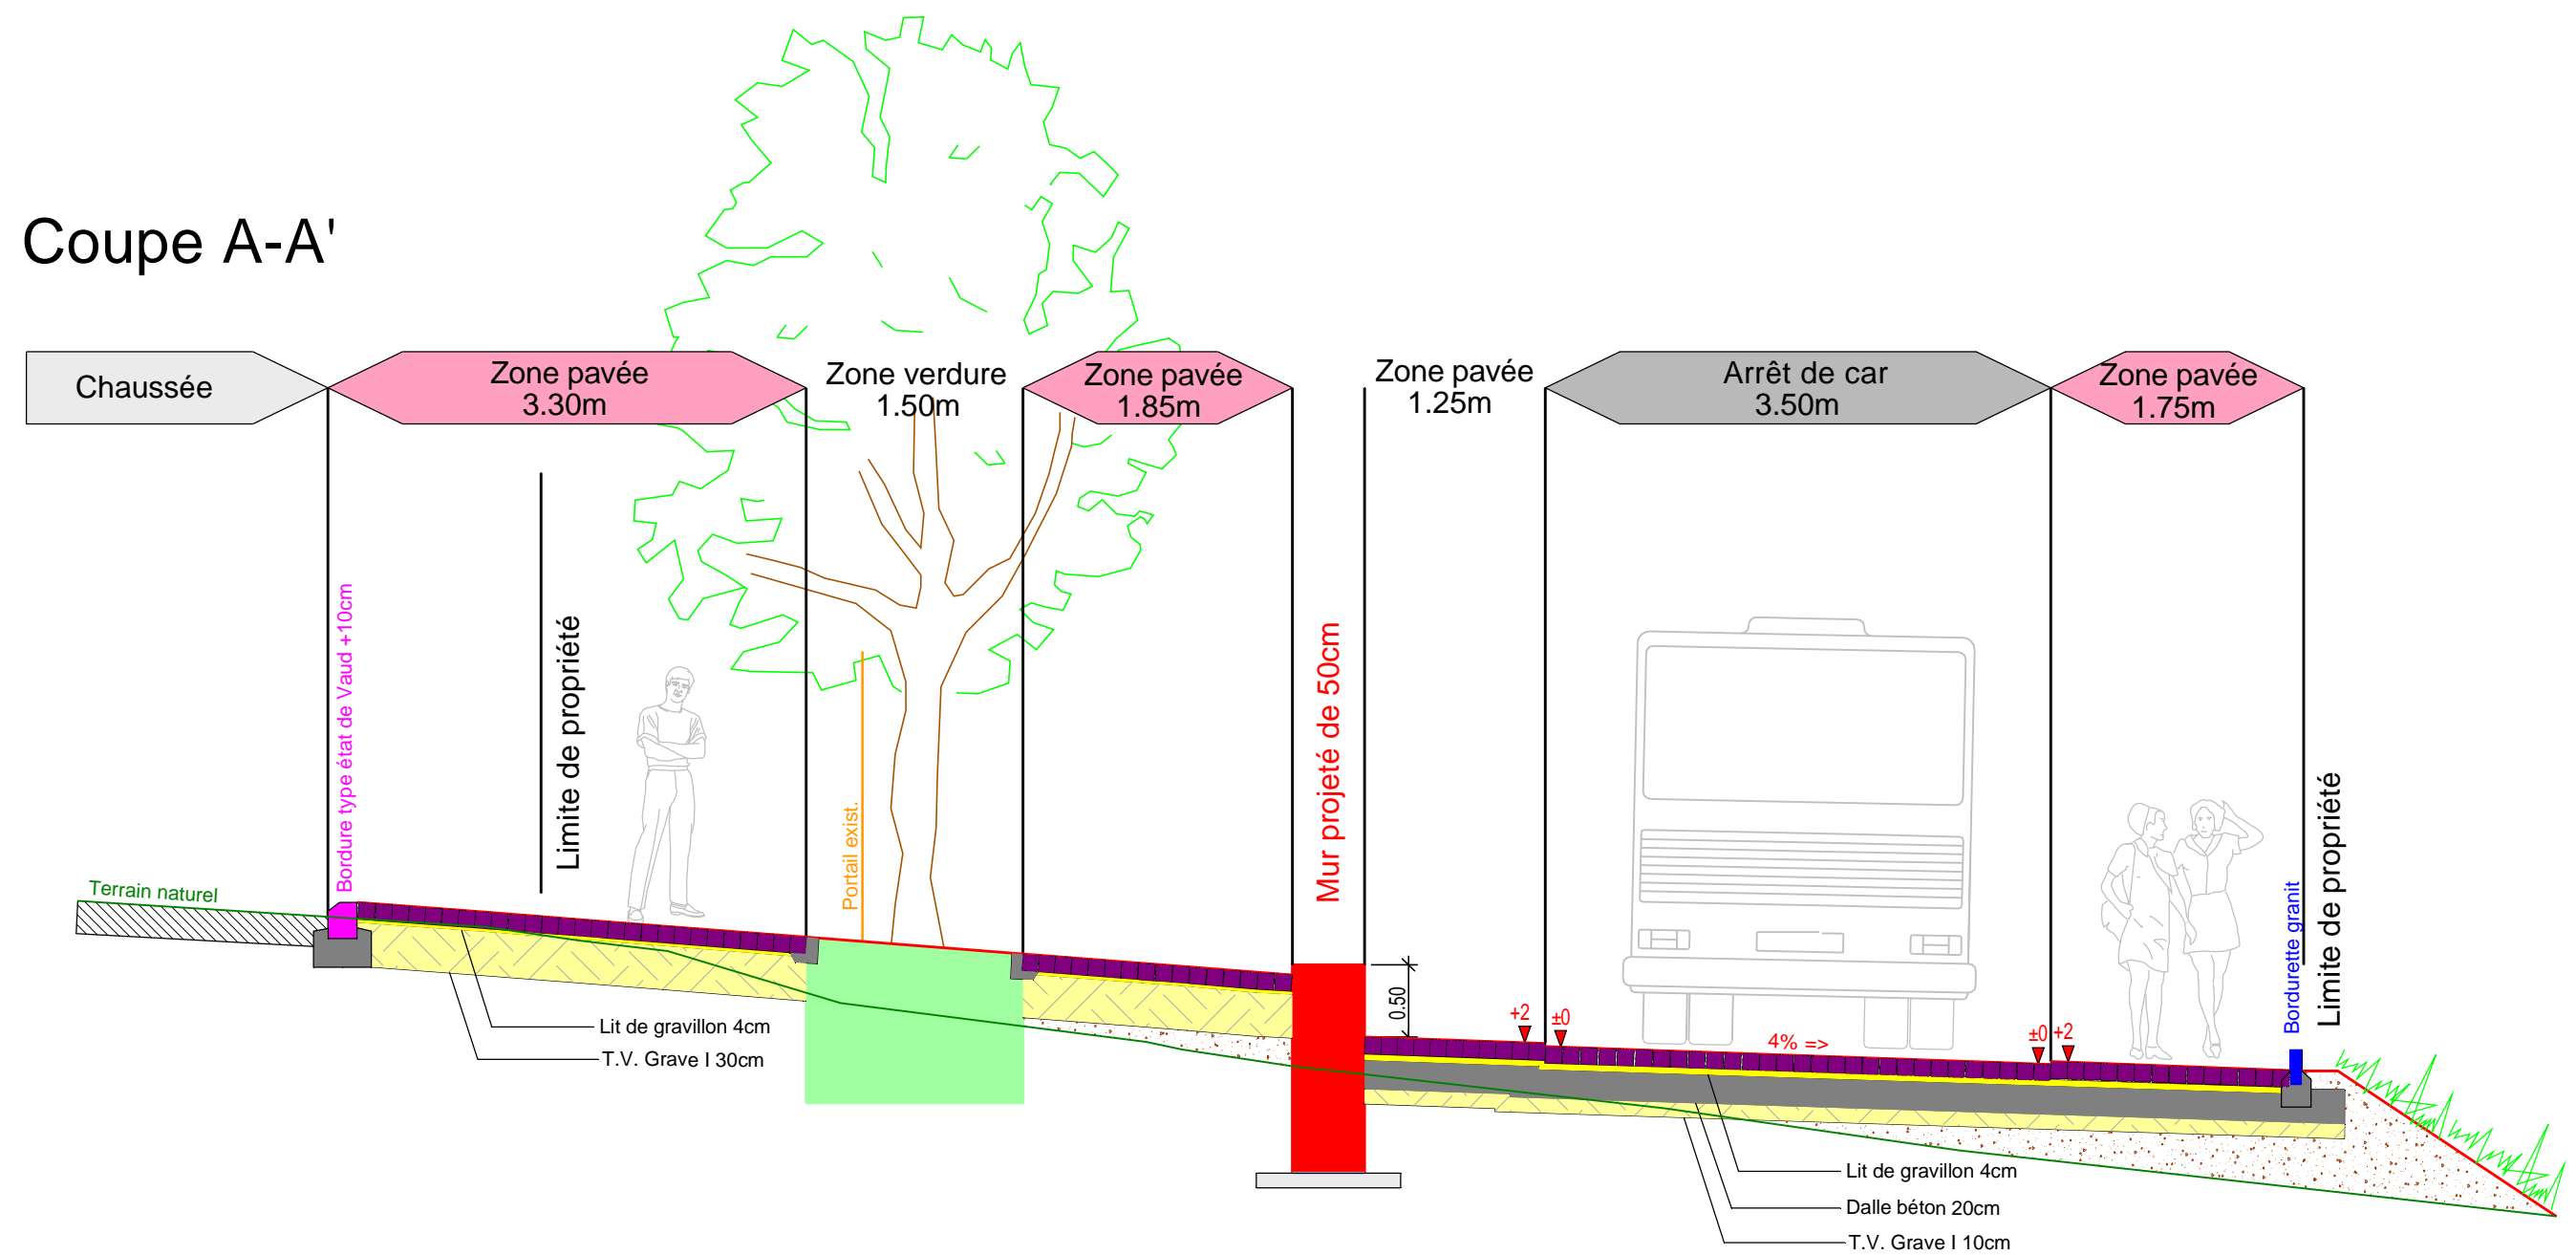 Coupe A-A'
Chaussée
Zone pavée
3.30m
Zone verdure
1.50m
Zone pavée
1.85m
Zone pavée
1.25m
Arrêt de car
3.50m
Zone pavée
1.75m
Terrain naturel
Bordure type état de Vaud +10cm
Limite de propriété
Portail exist.
Mur projeté de 50cm
0.50
+2
±0
4% =>
±0
+2
Bordurette granit
Limite de propriété
Lit de gravillon 4cm
T.V. Grave I 30cm
Lit de gravillon 4cm
Dalle béton 20cm
T.V. Grave I 10cm